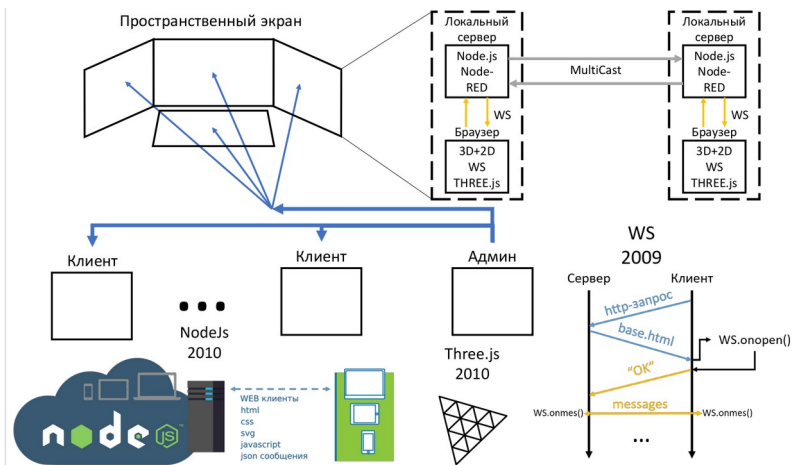 Пространственный экран
Локальный
сервер
Node.js
Node-
RED
WS
Браузер
3D+2D
WS
THREE.js
MultiCast
Локальный
сервер
Node.js
Node-
RED
WS
Браузер
3D+2D
WS
THREE.js
Клиент
Клиент
Админ
NodeJs
2010
Three.js
2010
WS
2009
Сервер
Клиент
http-запрос
base.html
WS.onopen()
“OK”
WS.onmes()
messages
WS.onmes()
...
node
JS
WEB клиенты
html
css
svg
javascript
json сообщения